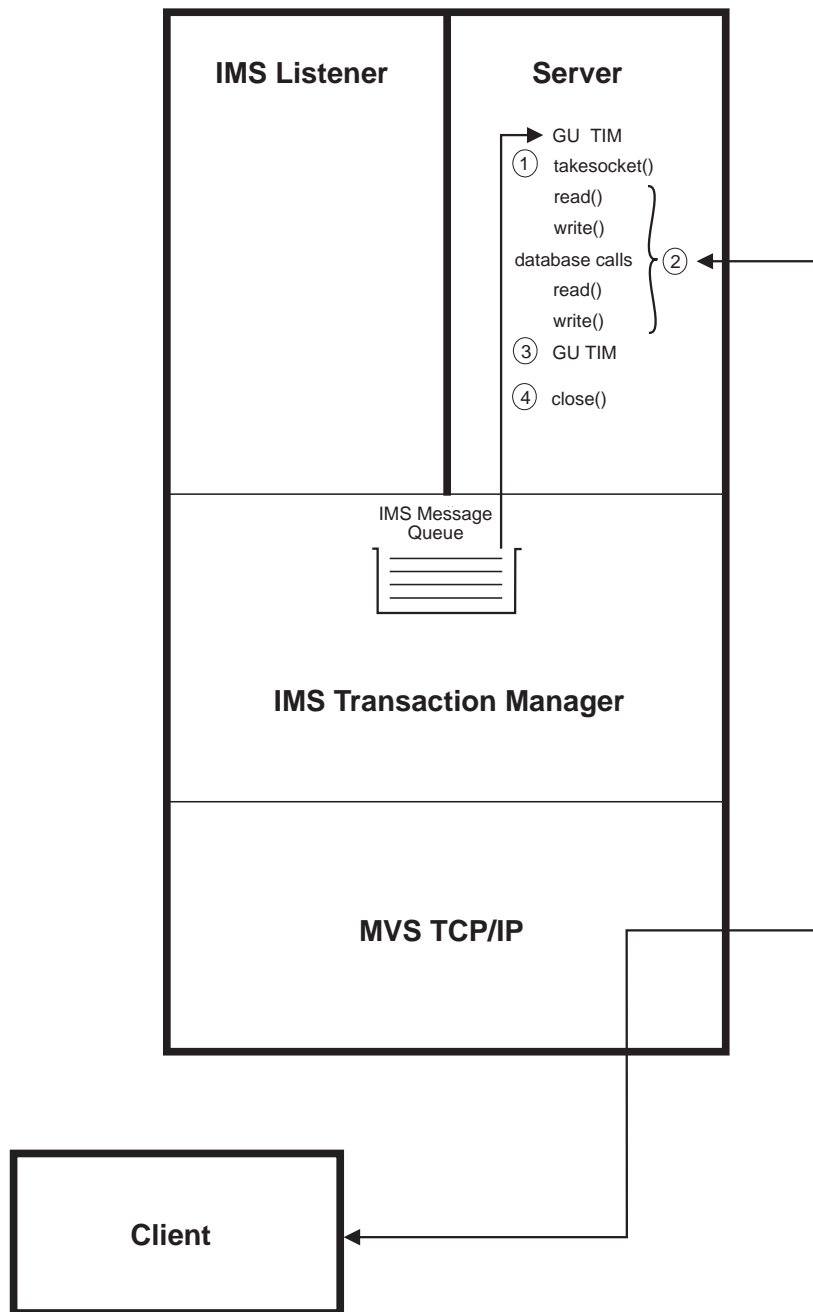 IMS Listener
Server
GU TIM
1 takesocket()
read()
write()
database calls
2
read()
write()
3 GU TIM
4 close()
IMS Message
Queue
IMS Transaction Manager
MVS TCP/IP
Client